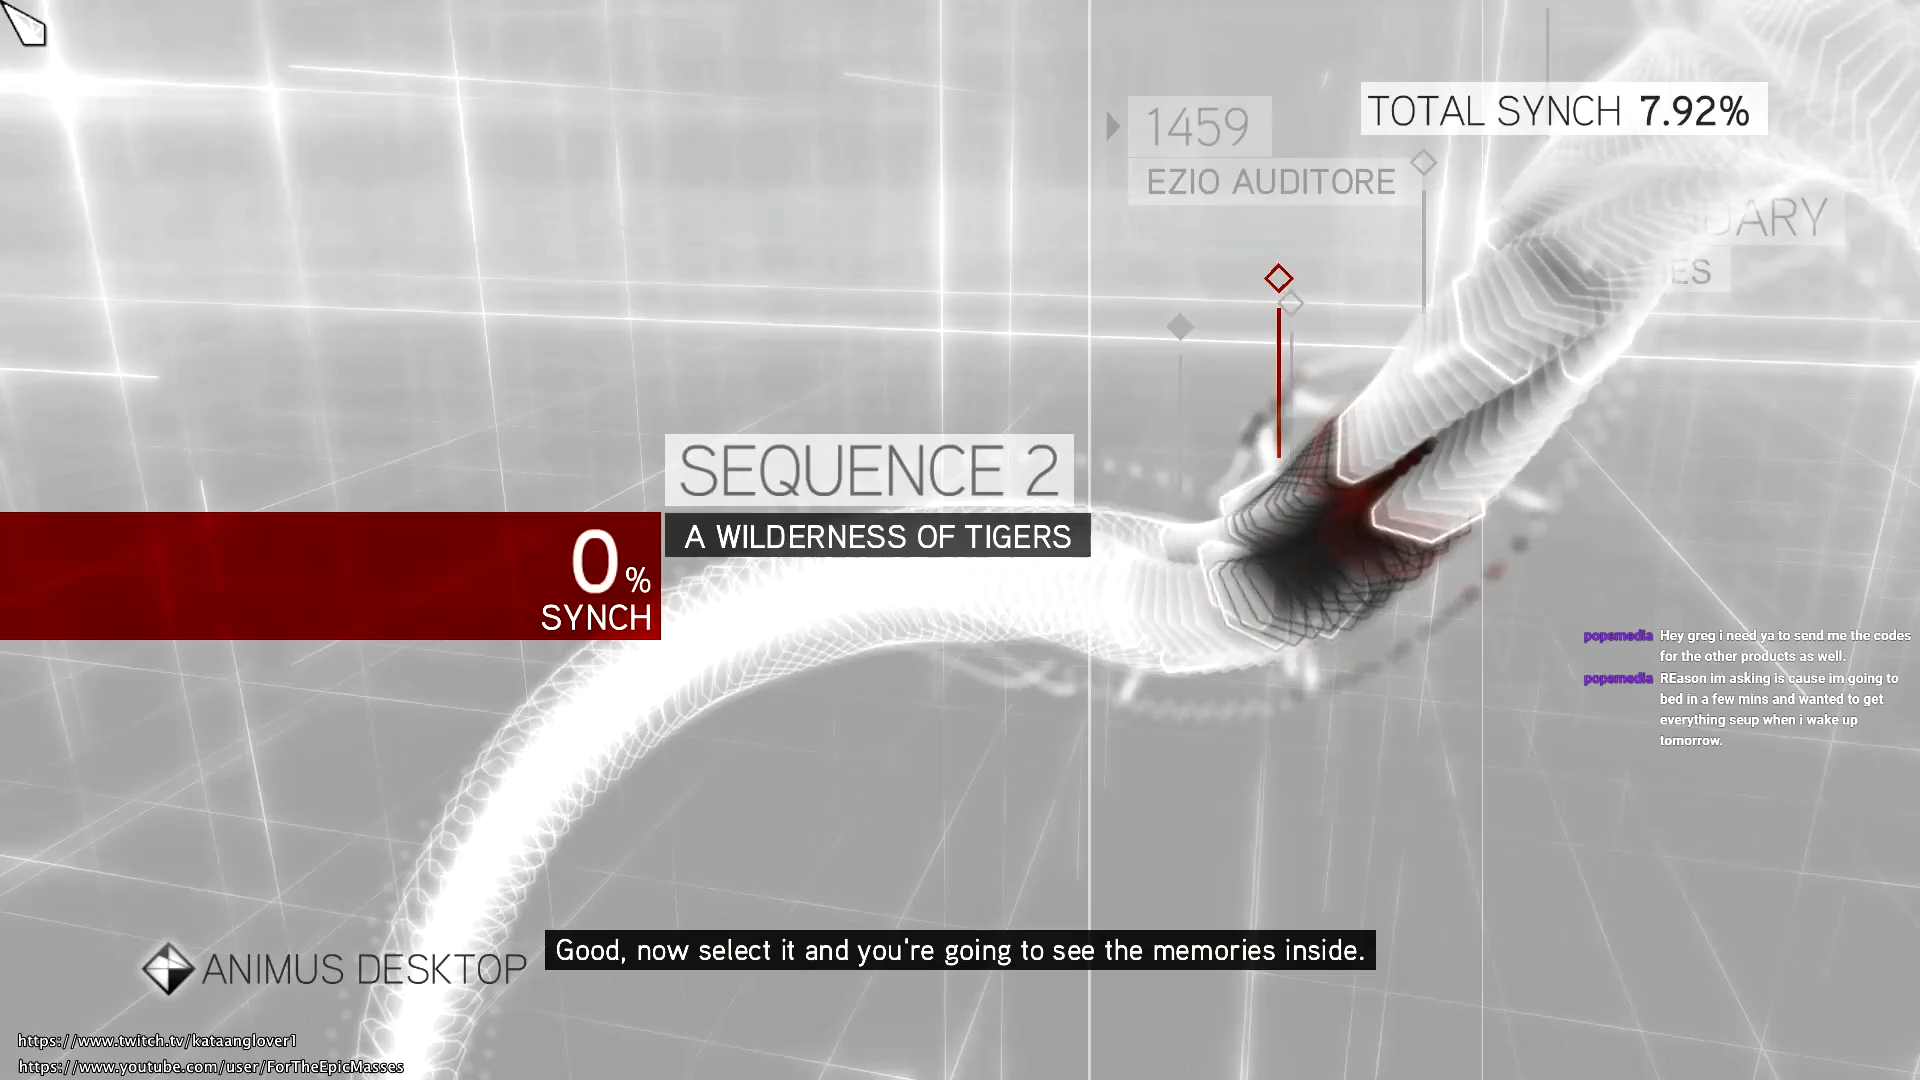 TOTAL SYNCH 7.92%
1459
EZIO AUDITORE
DARY
ES
SEQUENCE 2
A WILDERNESS OF TIGERS
0%
SYNCH
popsmedia Hey greg i need ya to send me the codes
for the other products as well.
popsmedia REason im asking is cause im going to
bed in a few mins and wanted to get
everything seup when i wake up
tomorrow.
Good, now select it and you're going to see the memories inside.
ANIMUS DESKTOP
https://www.twitch.tv/kataanglover1
https://www.youtube.com/user/ForTheEpicMasses